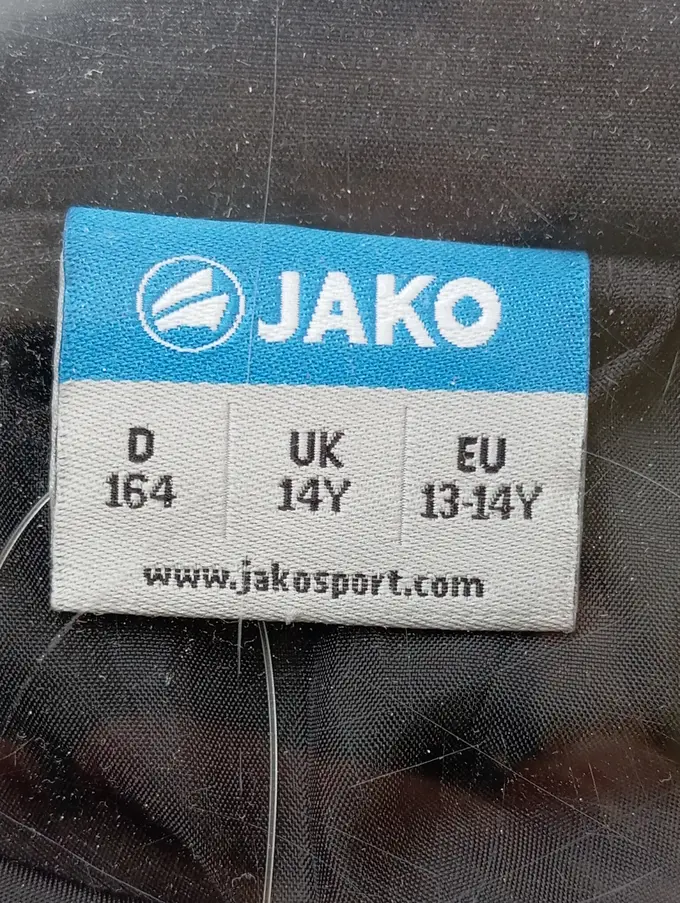 JAKO
D UK EU
164 14Y 13-14Y
www.jakosport.com